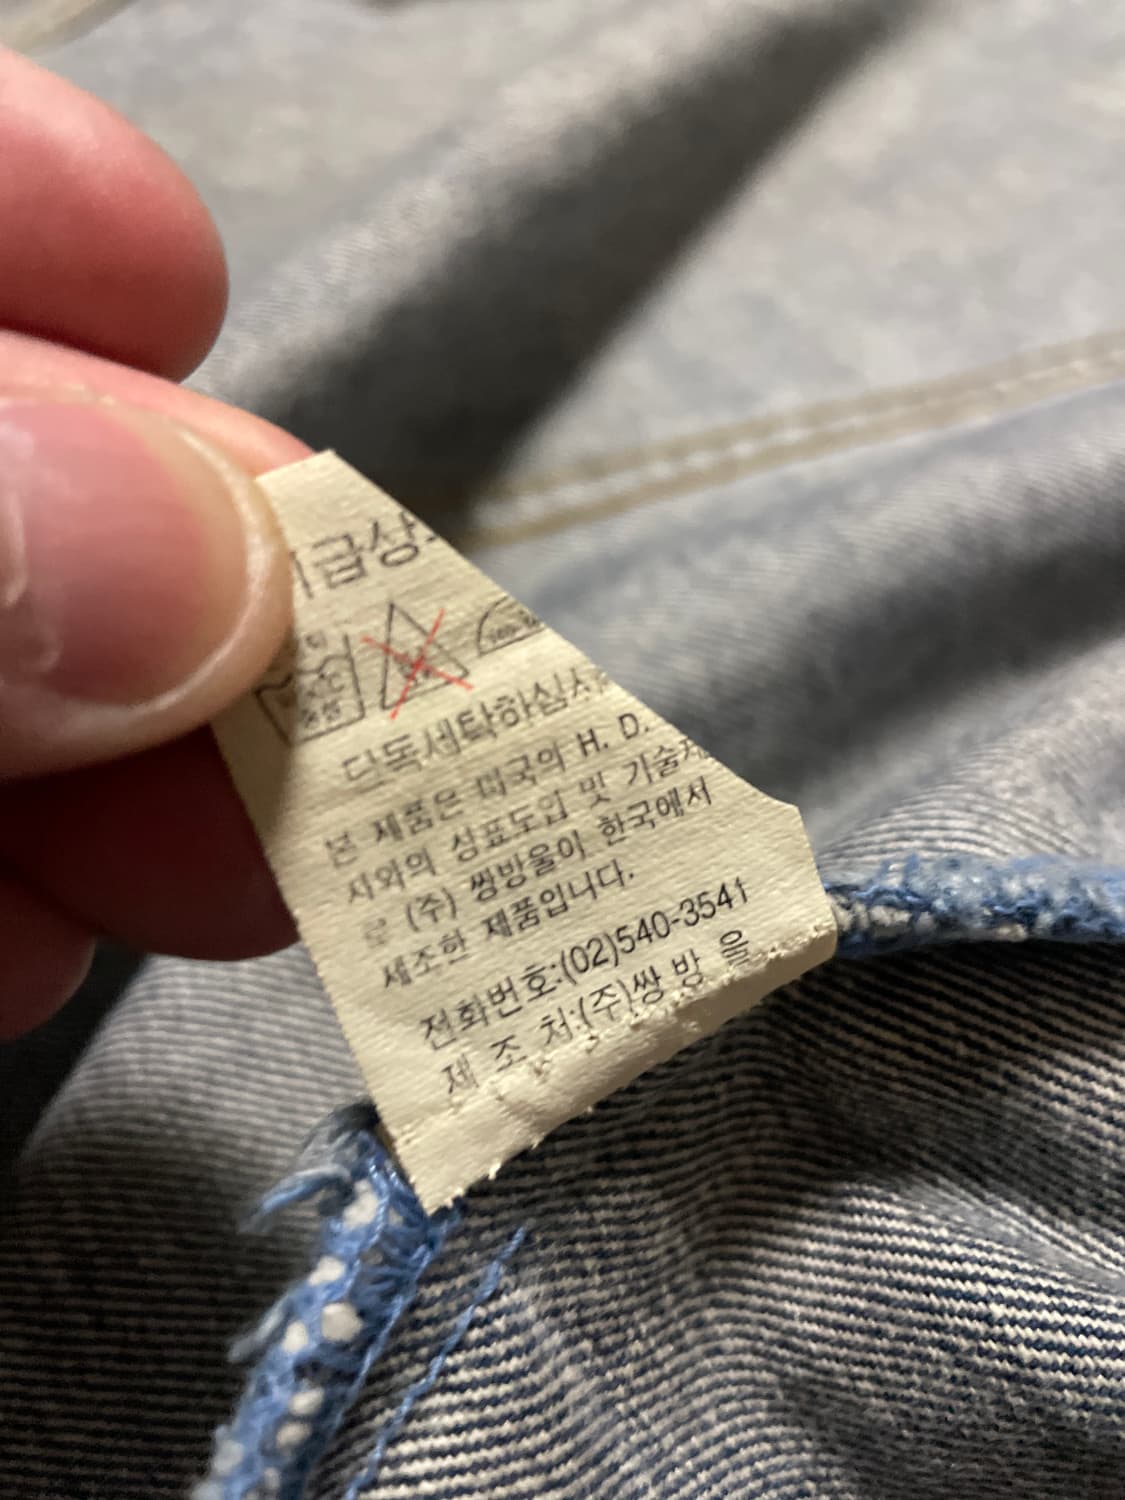 급상
단독세탁하십시
본 제품은 미국의 H. D.
사와의 상표도입 및 기술제
로 (주) 쌍방울이 한국에서
제조한 제품입니다.
전화번호:(02)540-3541
제 조 처:(주)쌍 방 울